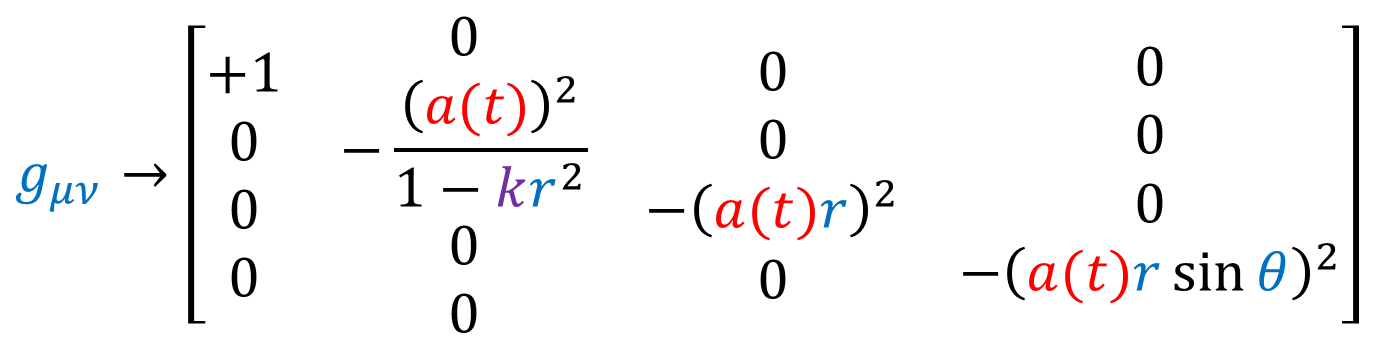 g_{μν} → [ +1 0 0 0
0 −(a(t))²/(1 − kr²) 0 0
0 0 −(a(t)r)² 0
0 0 0 −(a(t)r sin θ)² ]